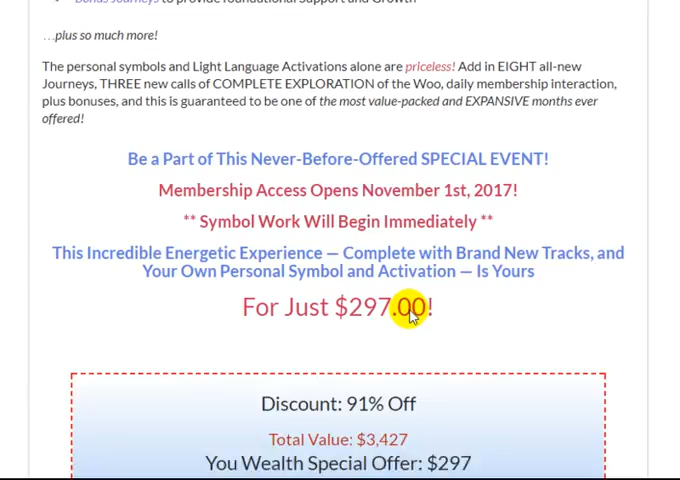 Bonus Journeys to provide foundational Support and Growth
…plus so much more!
The personal symbols and Light Language Activations alone are priceless! Add in EIGHT all-new
Journeys, THREE new calls of COMPLETE EXPLORATION of the Woo, daily membership interaction,
plus bonuses, and this is guaranteed to be one of the most value-packed and EXPANSIVE months ever
offered!
Be a Part of This Never-Before-Offered SPECIAL EVENT!
Membership Access Opens November 1st, 2017!
** Symbol Work Will Begin Immediately **
This Incredible Energetic Experience — Complete with Brand New Tracks, and
Your Own Personal Symbol and Activation — Is Yours
For Just $297.00!
Discount: 91% Off
Total Value: $3,427
You Wealth Special Offer: $297